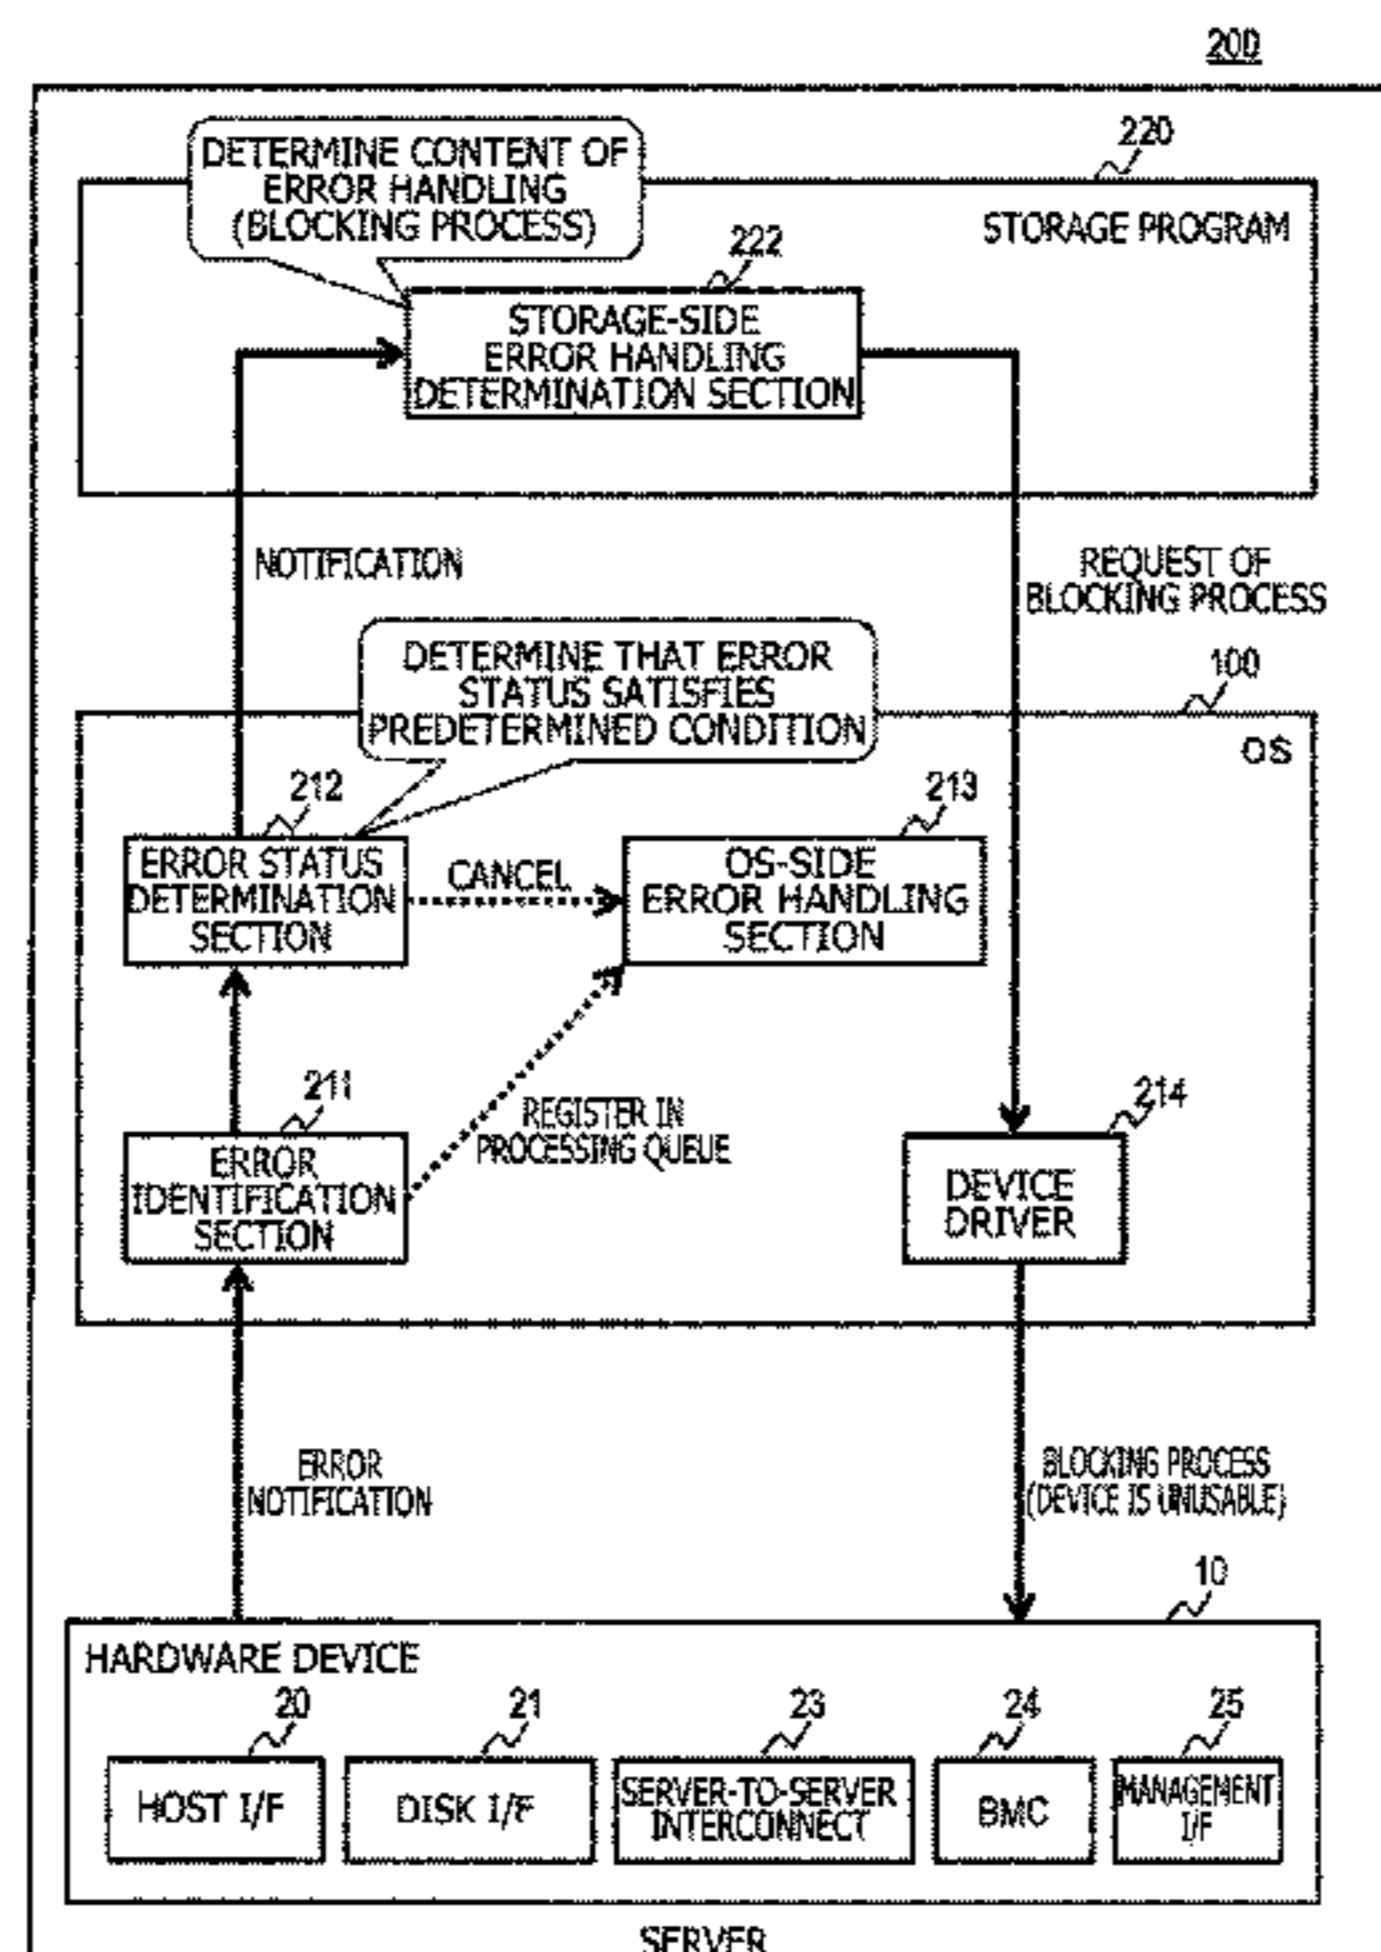 200
220
DETERMINE CONTENT OF
ERROR HANDLING
(BLOCKING PROCESS)
STORAGE PROGRAM
222
STORAGE-SIDE
ERROR HANDLING
DETERMINATION SECTION
NOTIFICATION
REQUEST OF
BLOCKING PROCESS
DETERMINE THAT ERROR
STATUS SATISFIES
PREDETERMINED CONDITION
100
OS
212
213
ERROR STATUS
DETERMINATION
SECTION
CANCEL
OS-SIDE
ERROR HANDLING
SECTION
211
REGISTER IN
PROCESSING QUEUE
214
ERROR
IDENTIFICATION
SECTION
DEVICE
DRIVER
ERROR
NOTIFICATION
BLOCKING PROCESS
(DEVICE IS UNUSABLE)
10
HARDWARE DEVICE
20
21
23
24
25
HOST I/F
DISK I/F
SERVER-TO-SERVER
INTERCONNECT
BMC
MANAGEMENT
I/F
SERVER